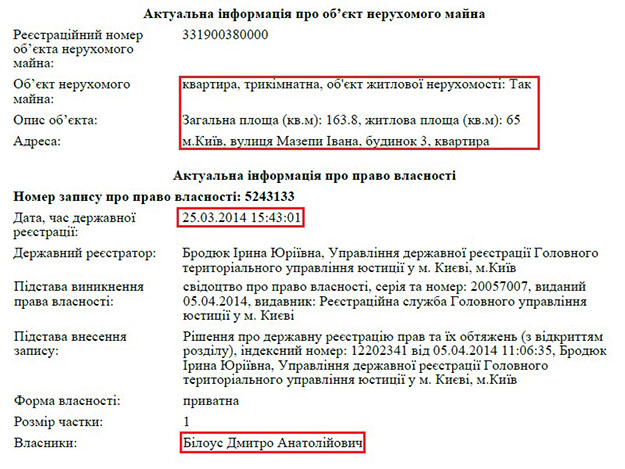 Актуальна інформація про об’єкт нерухомого майна
Реєстраційний номер 331900380000
об’єкта нерухомого
майна:
Об’єкт нерухомого квартира, трикімнатна, об'єкт житлової нерухомості: Так
майна:
Опис об’єкта: Загальна площа (кв.м): 163.8, житлова площа (кв.м): 65
Адреса: м.Київ, вулиця Мазепи Івана, будинок 3, квартира
Актуальна інформація про право власності
Номер запису про право власності: 5243133
Дата, час державної 25.03.2014 15:43:01
реєстрації:
Державний реєстратор: Бродюк Ірина Юріївна, Управління державної реєстрації Головного
територіального управління юстиції у м. Києві, м.Київ
Підстава виникнення свідоцтво про право власності, серія та номер: 20057007, виданий
права власності: 05.04.2014, видавник: Реєстраційна служба Головного управління
юстиції у м. Києві
Підстава внесення Рішення про державну реєстрацію прав та їх обтяжень (з відкриттям
запису: розділу), індексний номер: 12202341 від 05.04.2014 11:06:35, Бродюк
Ірина Юріївна, Управління державної реєстрації Головного
територіального управління юстиції у м. Києві, м.Київ
Форма власності: приватна
Розмір частки: 1
Власники: Білоус Дмитро Анатолійович